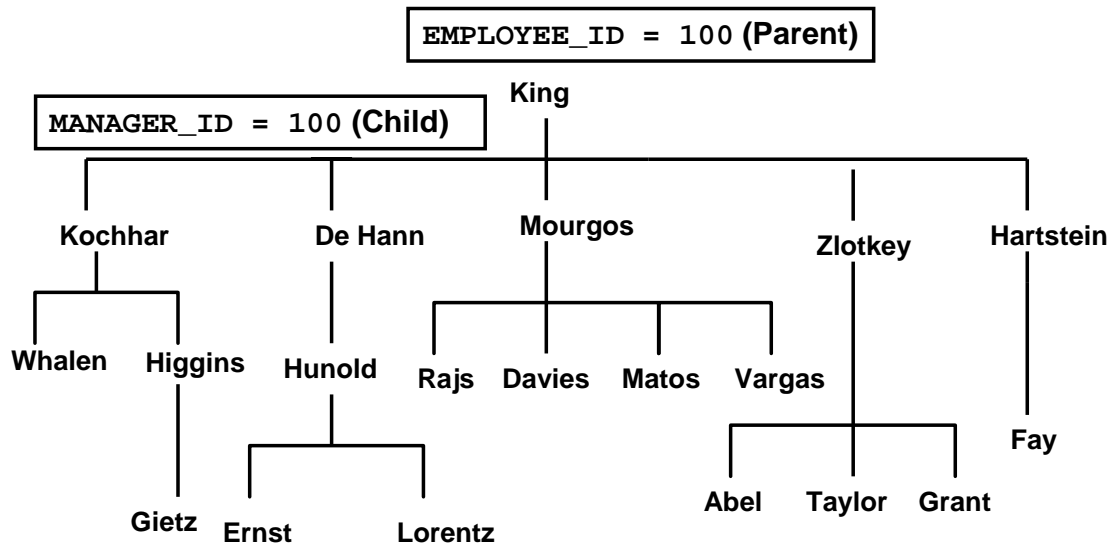 EMPLOYEE_ID = 100 (Parent)
King
MANAGER_ID = 100 (Child)
Kochhar
De Hann
Mourgos
Zlotkey
Hartstein
Whalen
Higgins
Hunold
Rajs
Davies
Matos
Vargas
Fay
Abel
Taylor
Grant
Gietz
Ernst
Lorentz